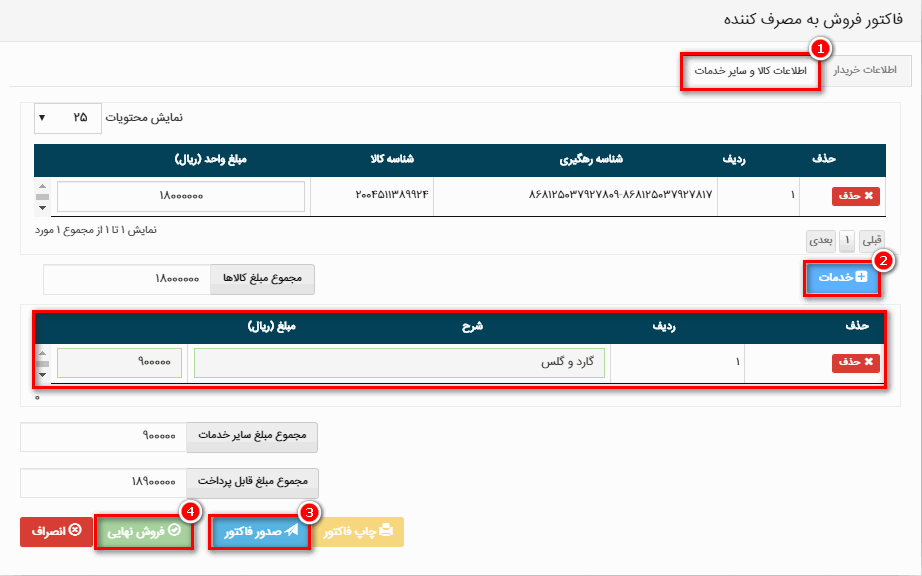 فاکتور فروش به مصرف کننده
1
اطلاعات خریدار
اطلاعات کالا و سایر خدمات
نمایش محتویات ۲۵
حذف ردیف شناسه رهگیری شناسه کالا مبلغ واحد (ریال)
حذف ۱ ۸۶۸۱۲۵۰۳۷۹۲۷۸۰۹-۸۶۸۱۲۵۰۳۷۹۲۷۸۱۷ ۲۰۰۴۵۱۱۳۸۹۹۲۴ ۱۸۰۰۰۰۰۰
نمایش ۱ تا ۱ از مجموع ۱ مورد
قبلی ۱ بعدی
2
خدمات
مجموع مبلغ کالاها ۱۸۰۰۰۰۰۰
حذف ردیف شرح مبلغ (ریال)
حذف ۱ گارد و گلس ۹۰۰۰۰۰
۰
مجموع مبلغ سایر خدمات ۹۰۰۰۰۰
مجموع مبلغ قابل پرداخت ۱۸۹۰۰۰۰۰
3
4
چاپ فاکتور
صدور فاکتور
فروش نهایی
انصراف